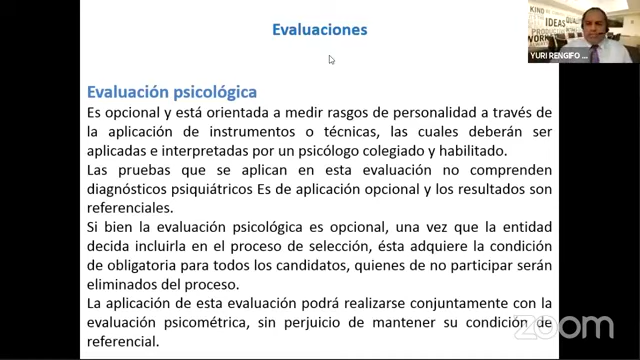 Evaluaciones
KIND
IDEAS
YURI RENGIFO ...
Evaluación psicológica
Es opcional y está orientada a medir rasgos de personalidad a través de
la aplicación de instrumentos o técnicas, las cuales deberán ser
aplicadas e interpretadas por un psicólogo colegiado y habilitado.
Las pruebas que se aplican en esta evaluación no comprenden
diagnósticos psiquiátricos Es de aplicación opcional y los resultados son
referenciales.
Si bien la evaluación psicológica es opcional, una vez que la entidad
decida incluirla en el proceso de selección, ésta adquiere la condición
de obligatoria para todos los candidatos, quienes de no participar serán
eliminados del proceso.
La aplicación de esta evaluación podrá realizarse conjuntamente con la
evaluación psicométrica, sin perjuicio de mantener su condición de
referencial.
zoom